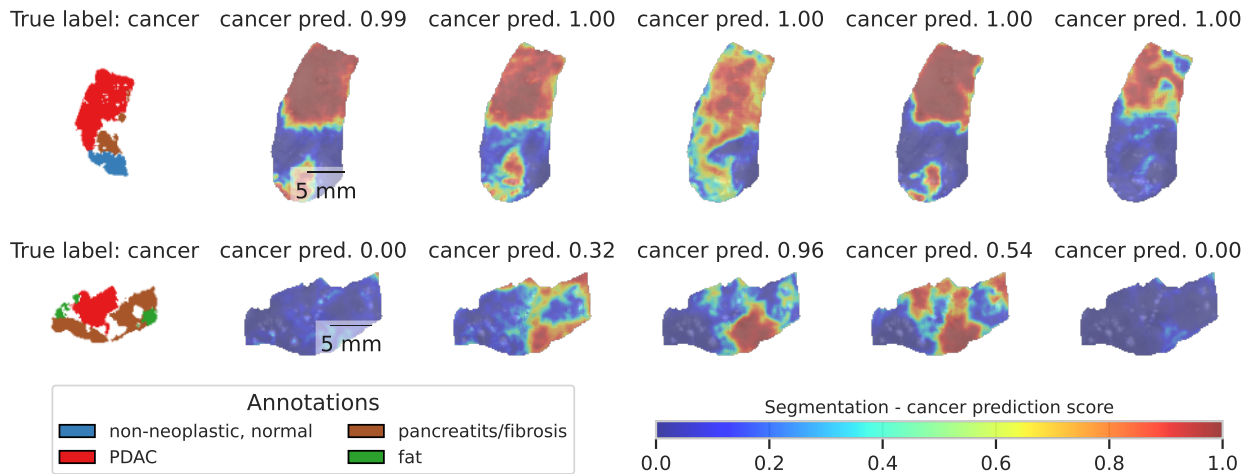 True label: cancer cancer pred. 0.99 cancer pred. 1.00 cancer pred. 1.00 cancer pred. 1.00 cancer pred. 1.00
5 mm
True label: cancer cancer pred. 0.00 cancer pred. 0.32 cancer pred. 0.96 cancer pred. 0.54 cancer pred. 0.00
5 mm
Annotations
non-neoplastic, normal pancreatits/fibrosis
PDAC fat
Segmentation - cancer prediction score
0.0 0.2 0.4 0.6 0.8 1.0